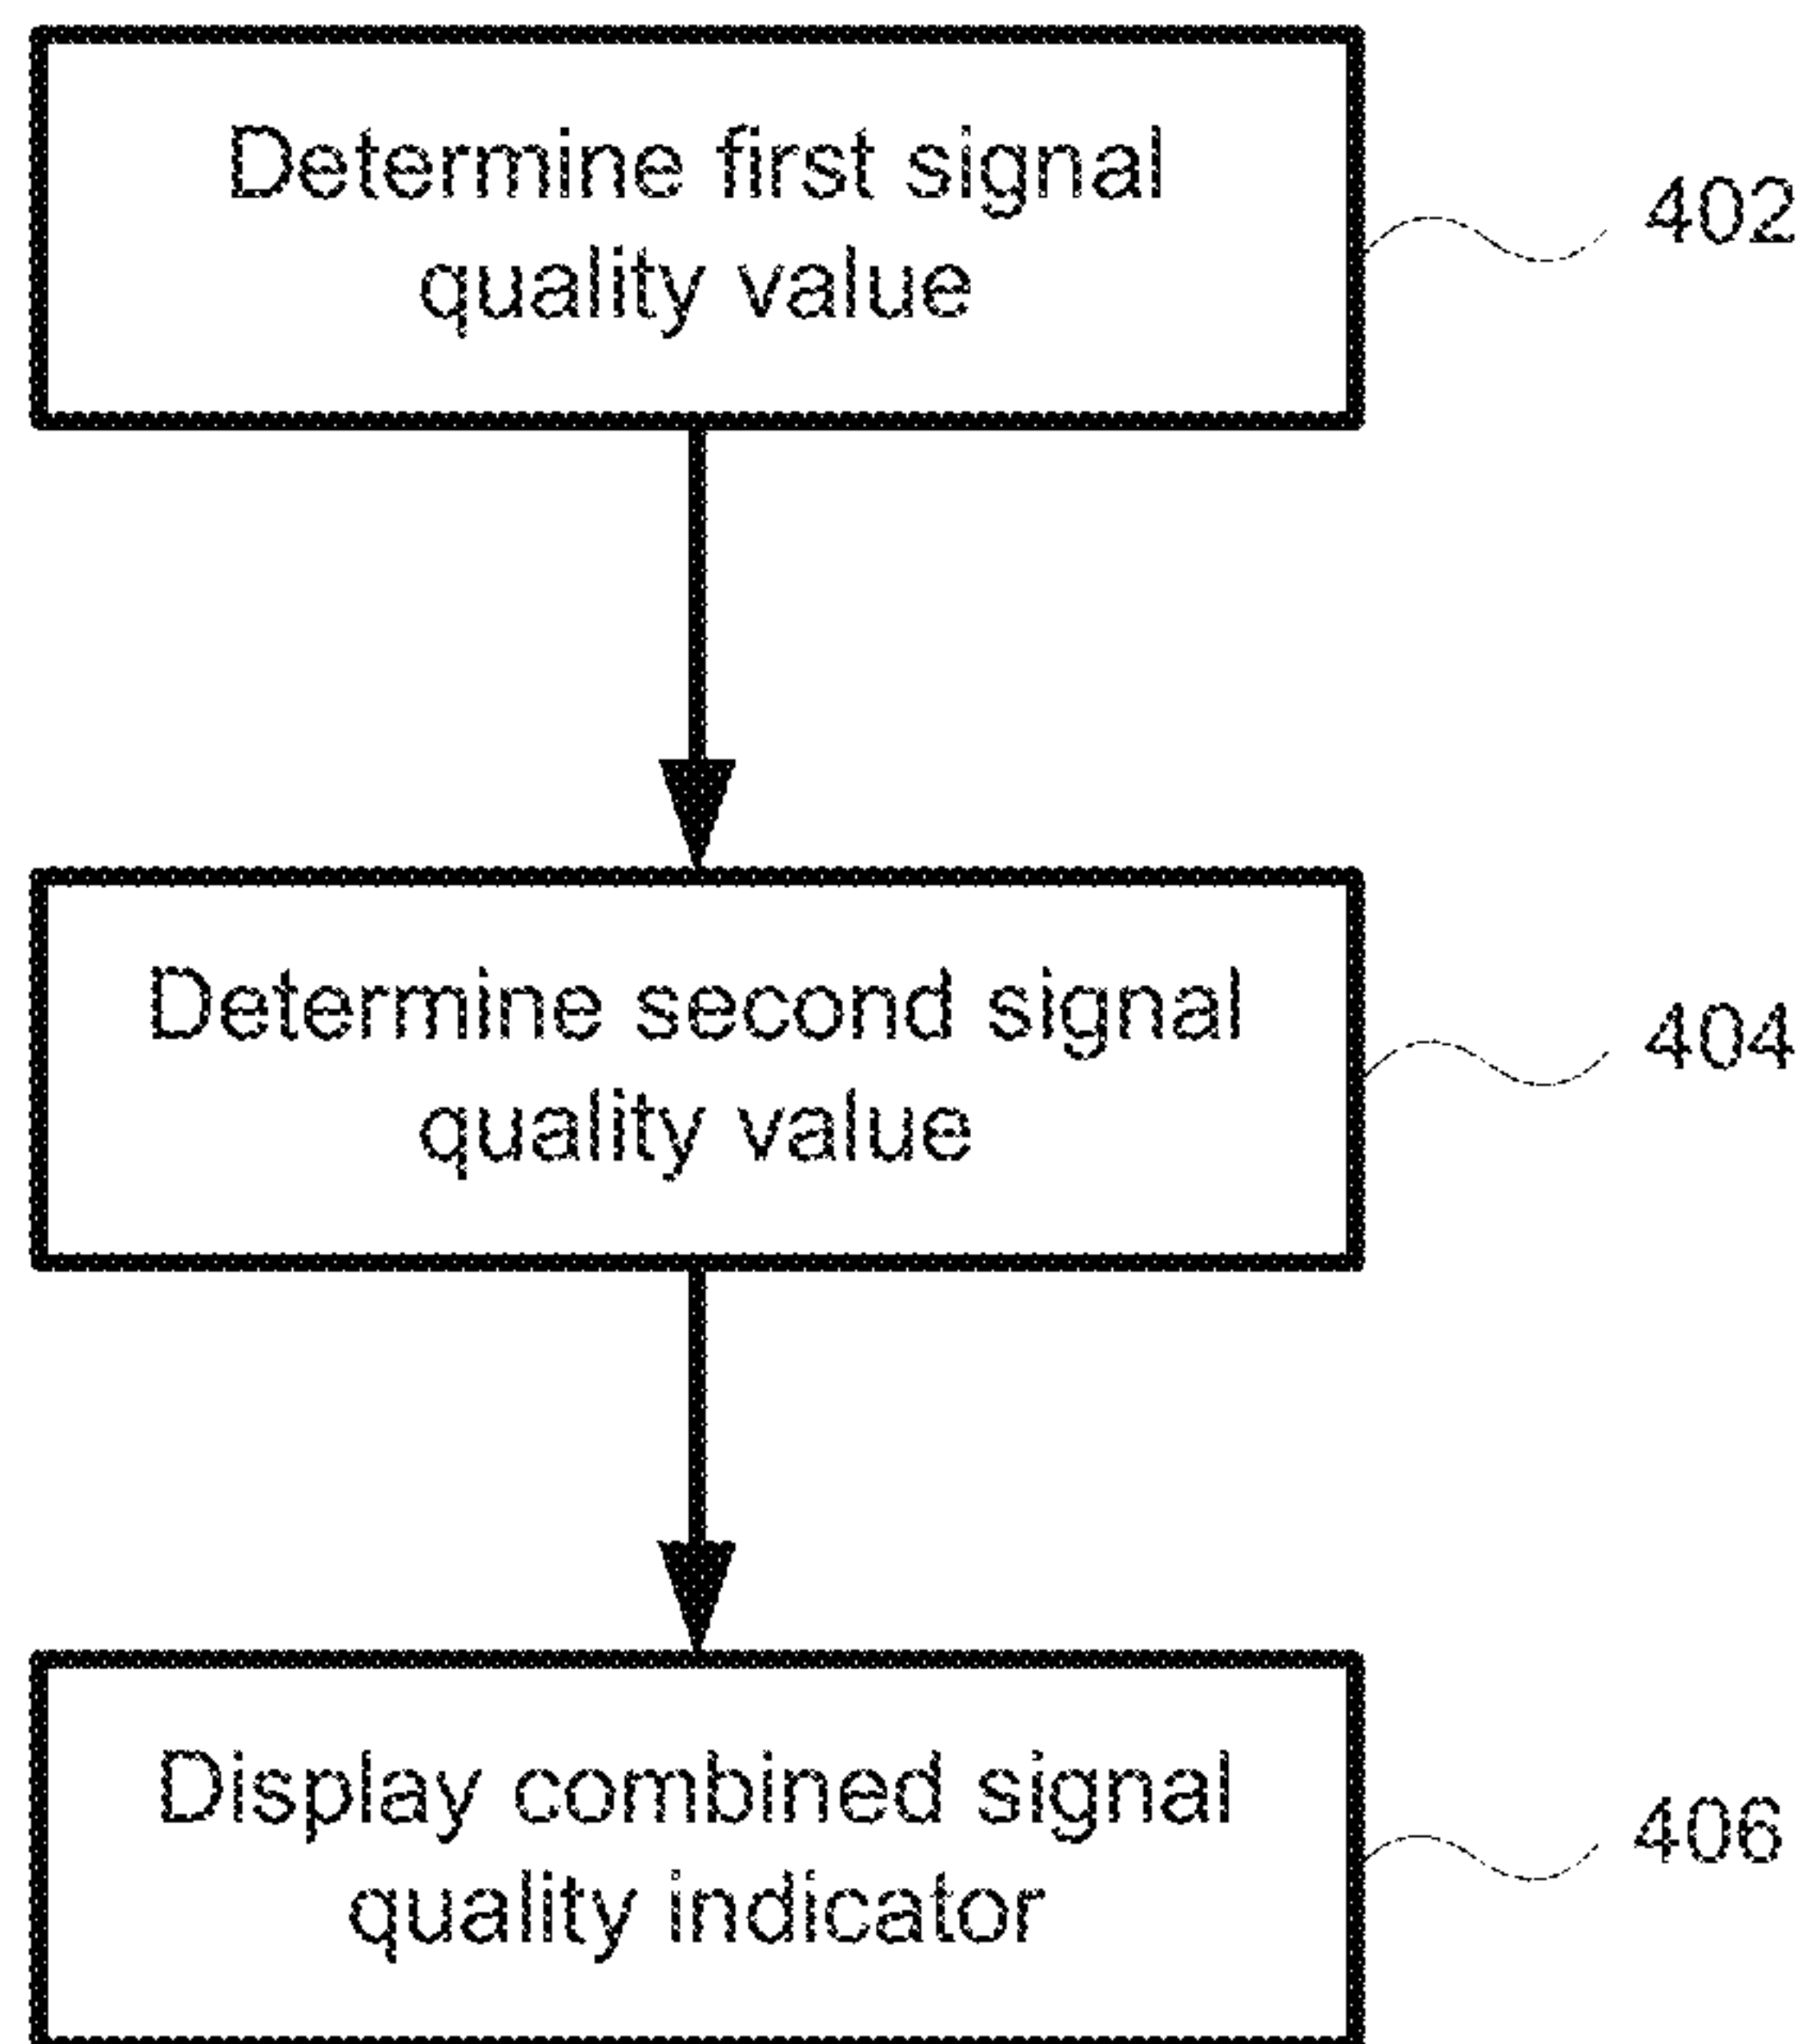 Determine first signal
quality value
402
Determine second signal
quality value
404
Display combined signal
quality indicator
406